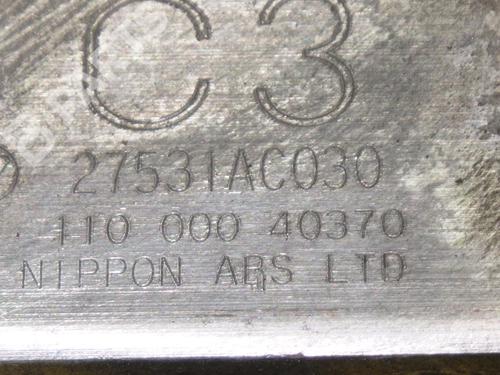 C3
27531AC030
110 000 40370
NIPPON ABS LTD